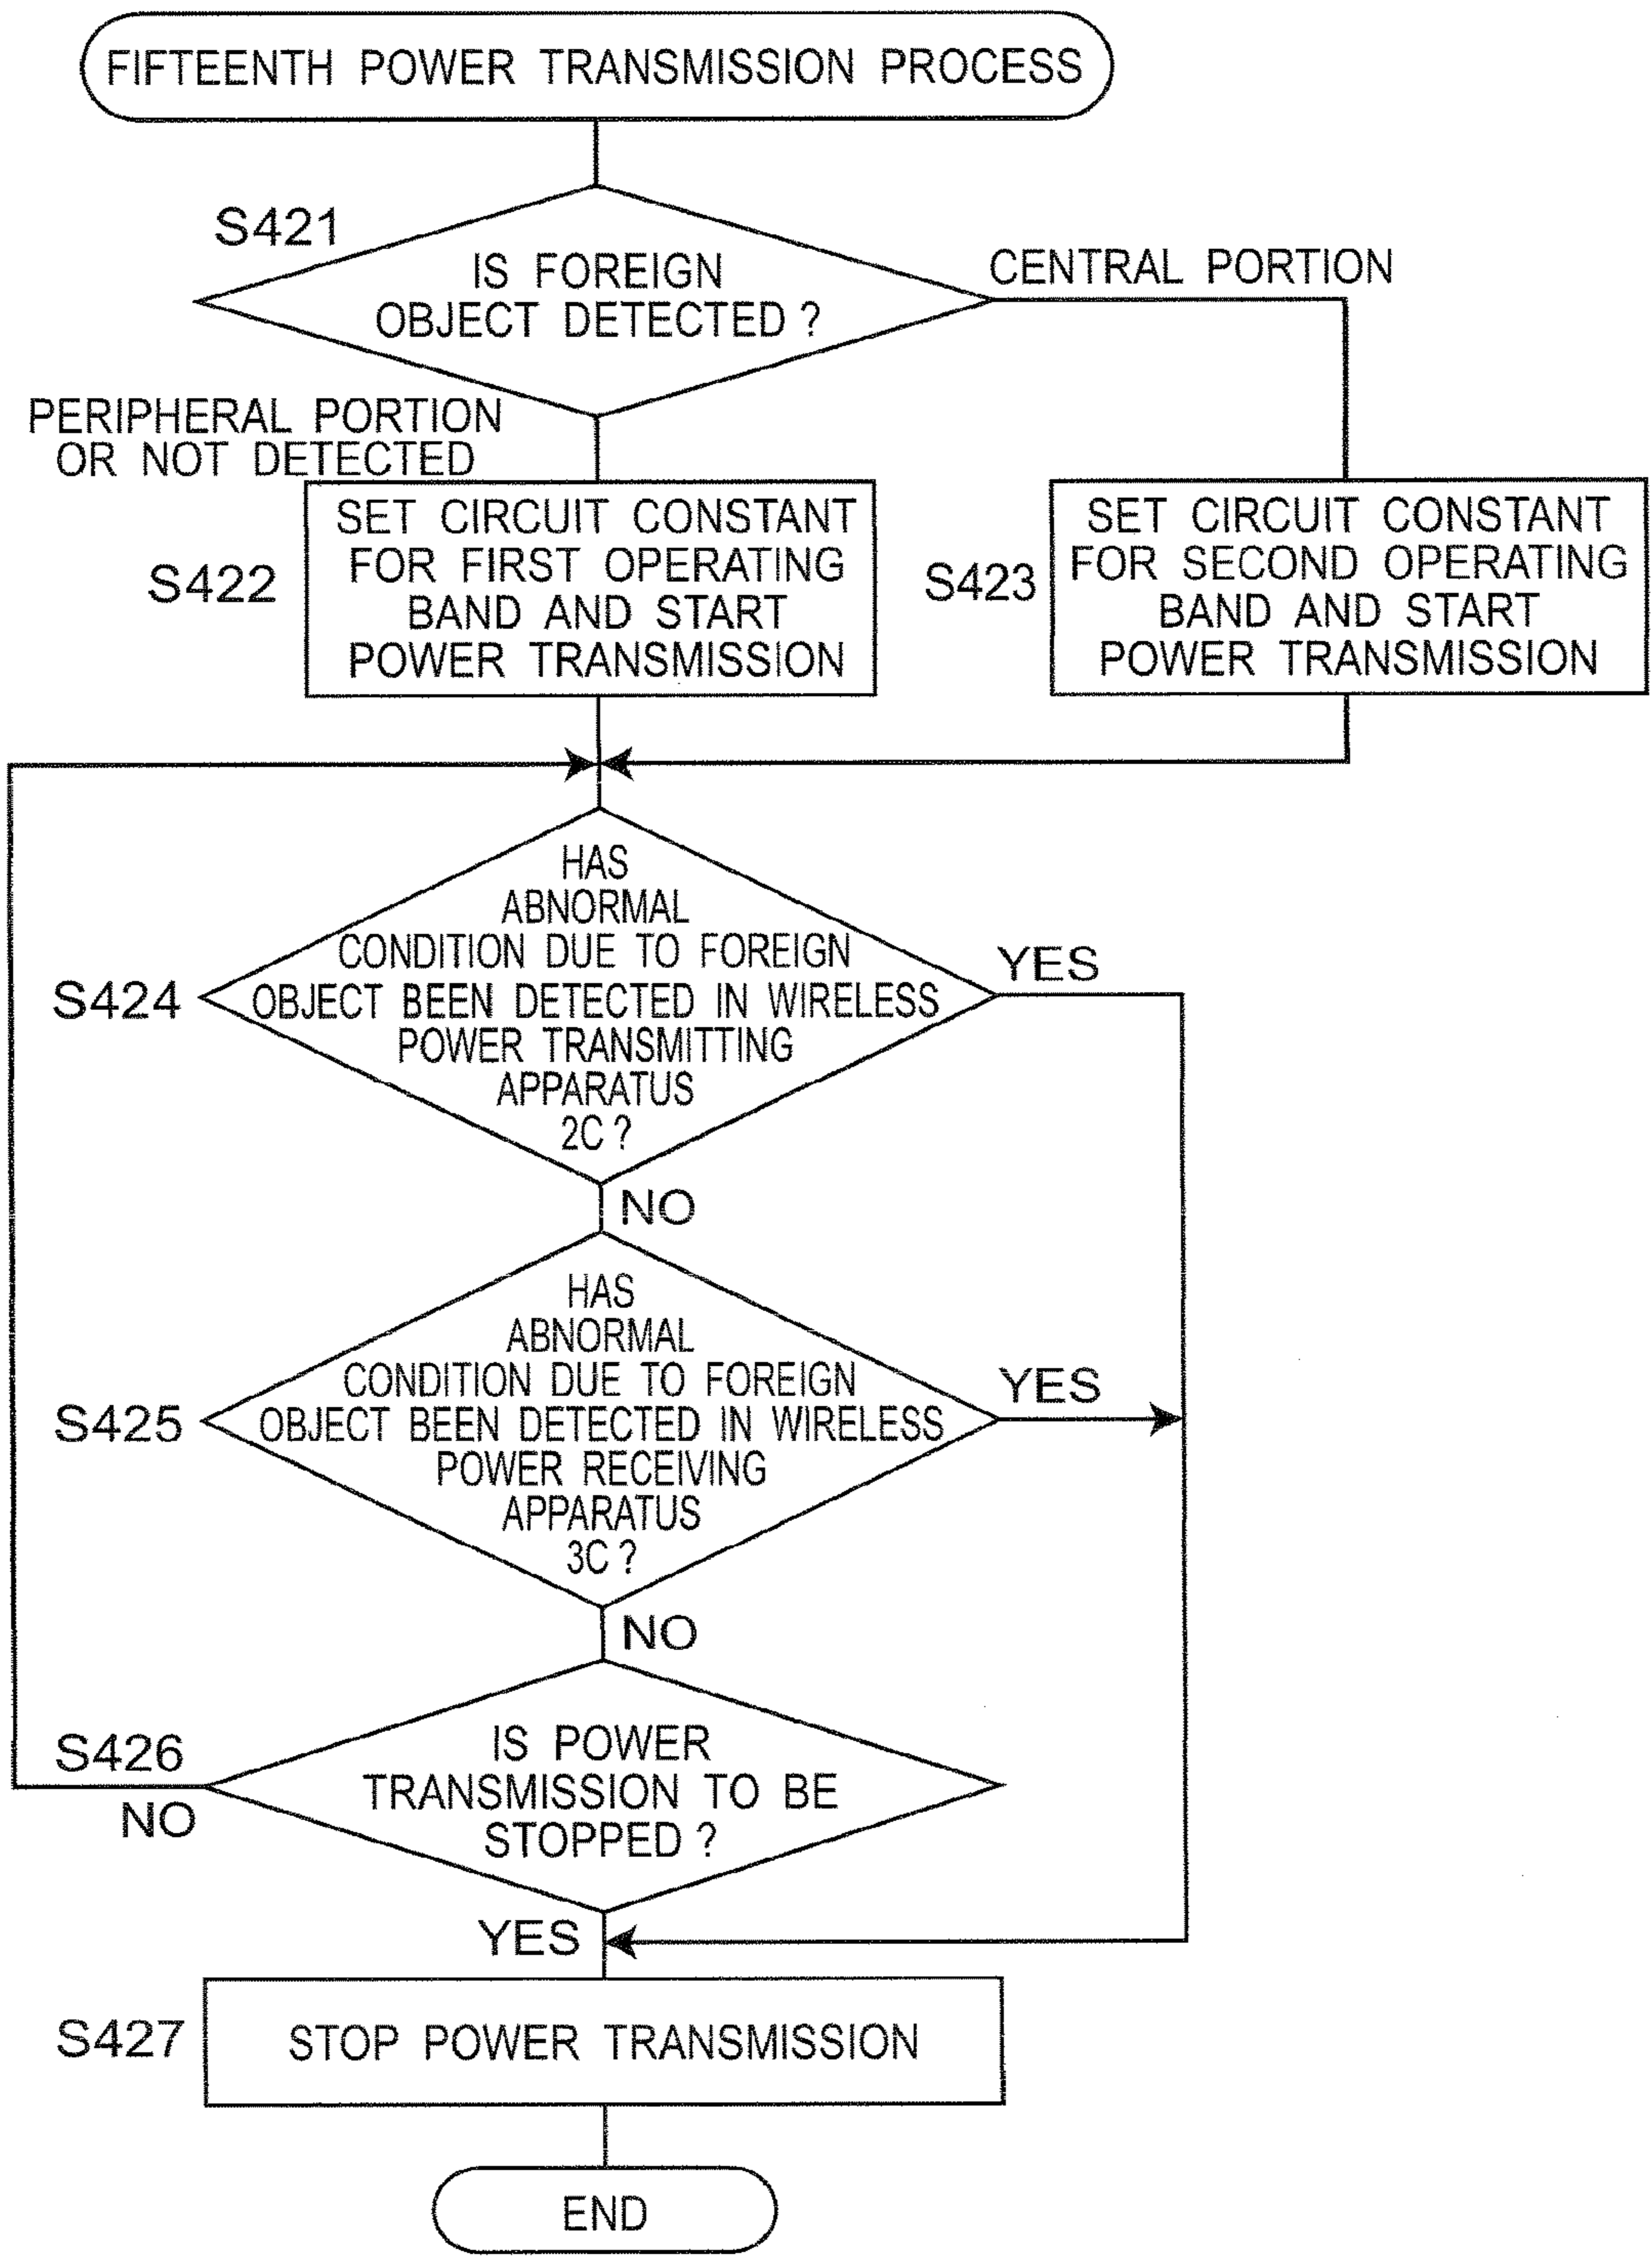 FIFTEENTH POWER TRANSMISSION PROCESS
S421
IS FOREIGN
OBJECT DETECTED ?
CENTRAL PORTION
PERIPHERAL PORTION
OR NOT DETECTED
S422
SET CIRCUIT CONSTANT
FOR FIRST OPERATING
BAND AND START
POWER TRANSMISSION
S423
SET CIRCUIT CONSTANT
FOR SECOND OPERATING
BAND AND START
POWER TRANSMISSION
S424
HAS
ABNORMAL
CONDITION DUE TO FOREIGN
OBJECT BEEN DETECTED IN WIRELESS
POWER TRANSMITTING
APPARATUS
2C ?
YES
NO
S425
HAS
ABNORMAL
CONDITION DUE TO FOREIGN
OBJECT BEEN DETECTED IN WIRELESS
POWER RECEIVING
APPARATUS
3C ?
YES
NO
S426
IS POWER
TRANSMISSION TO BE
STOPPED ?
NO
YES
S427
STOP POWER TRANSMISSION
END